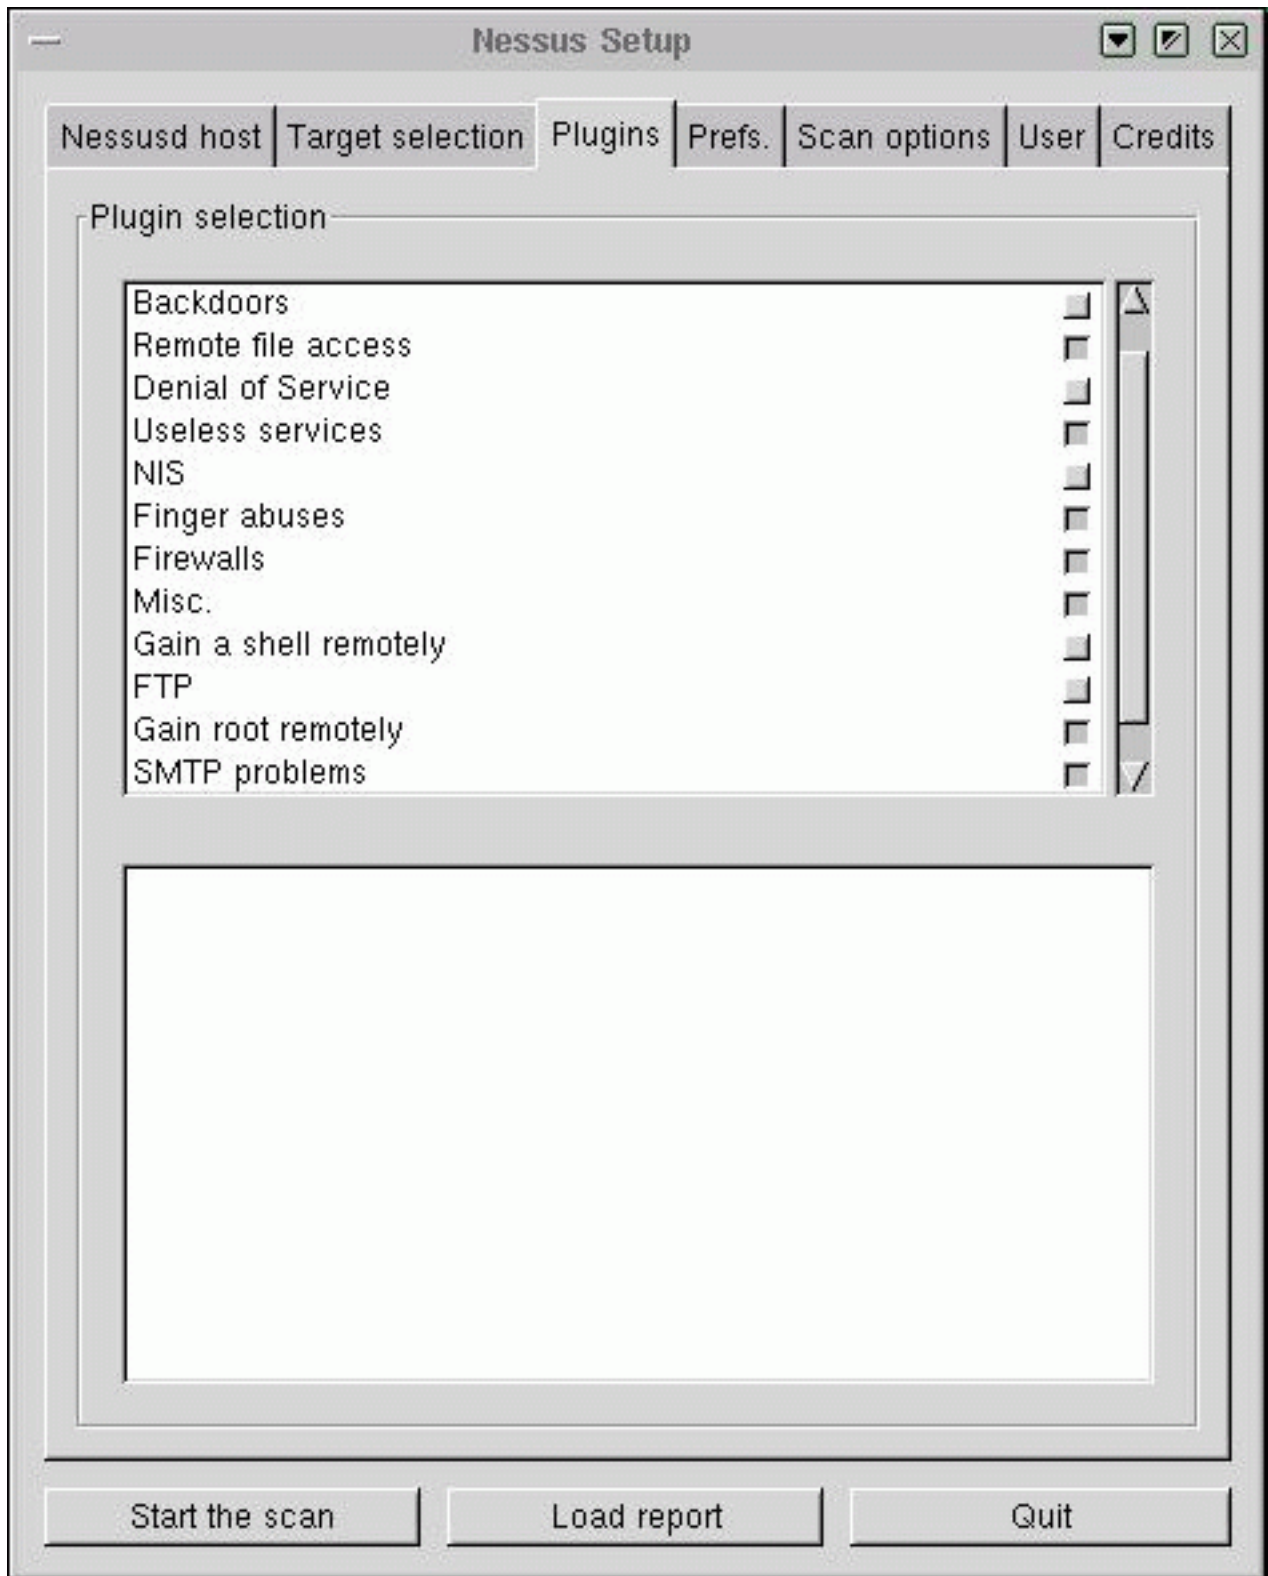 Nessus Setup
Nessusd host Target selection Plugins Prefs. Scan options User Credits
Plugin selection
Backdoors
Remote file access
Denial of Service
Useless services
NIS
Finger abuses
Firewalls
Misc.
Gain a shell remotely
FTP
Gain root remotely
SMTP problems
Start the scan Load report Quit